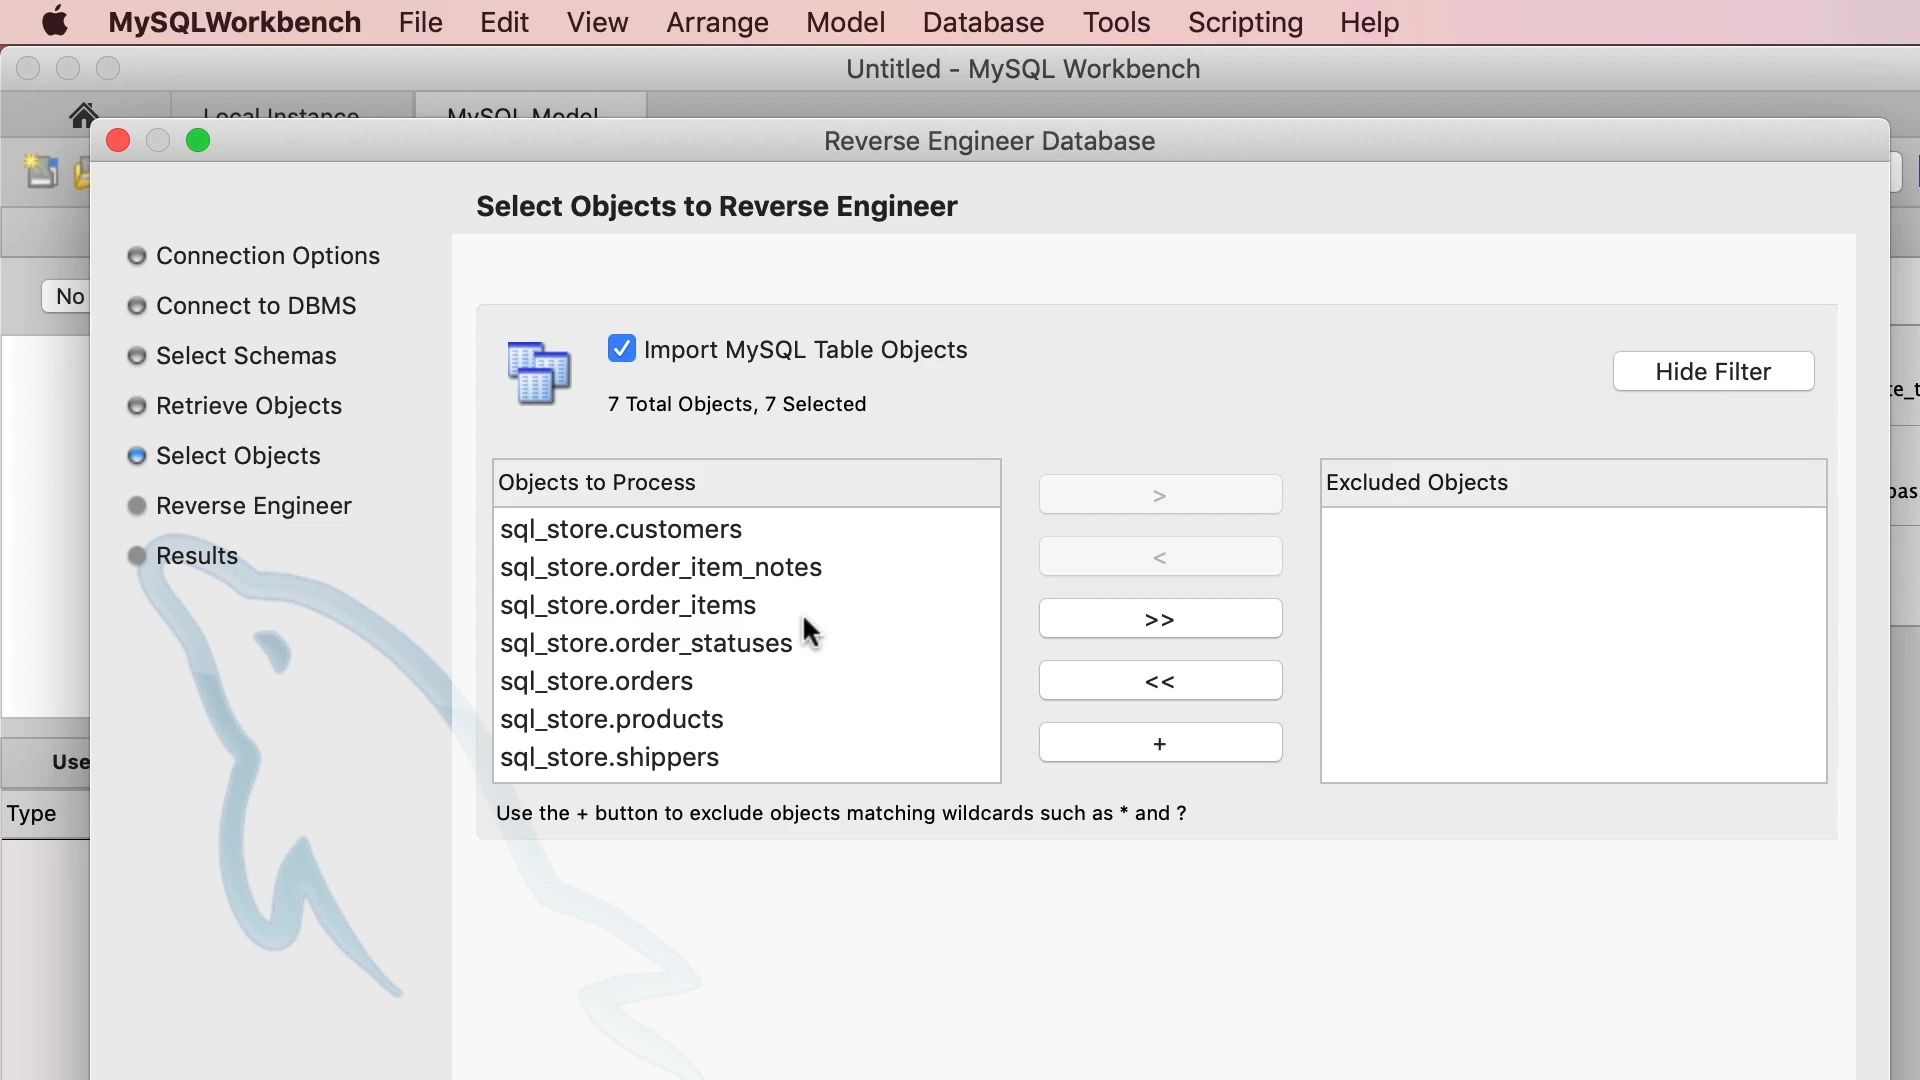 MySQLWorkbench File Edit View Arrange Model Database Tools Scripting Help
Untitled - MySQL Workbench
Local Instance MySQL Model
Reverse Engineer Database
Select Objects to Reverse Engineer
Connection Options
Connect to DBMS
Select Schemas
Retrieve Objects
Select Objects
Reverse Engineer
Results
No
Import MySQL Table Objects
7 Total Objects, 7 Selected
Hide Filter
Objects to Process
sql_store.customers
sql_store.order_item_notes
sql_store.order_items
sql_store.order_statuses
sql_store.orders
sql_store.products
sql_store.shippers
>
<
>>
<<
+
Excluded Objects
Use the + button to exclude objects matching wildcards such as * and ?
Use
Type